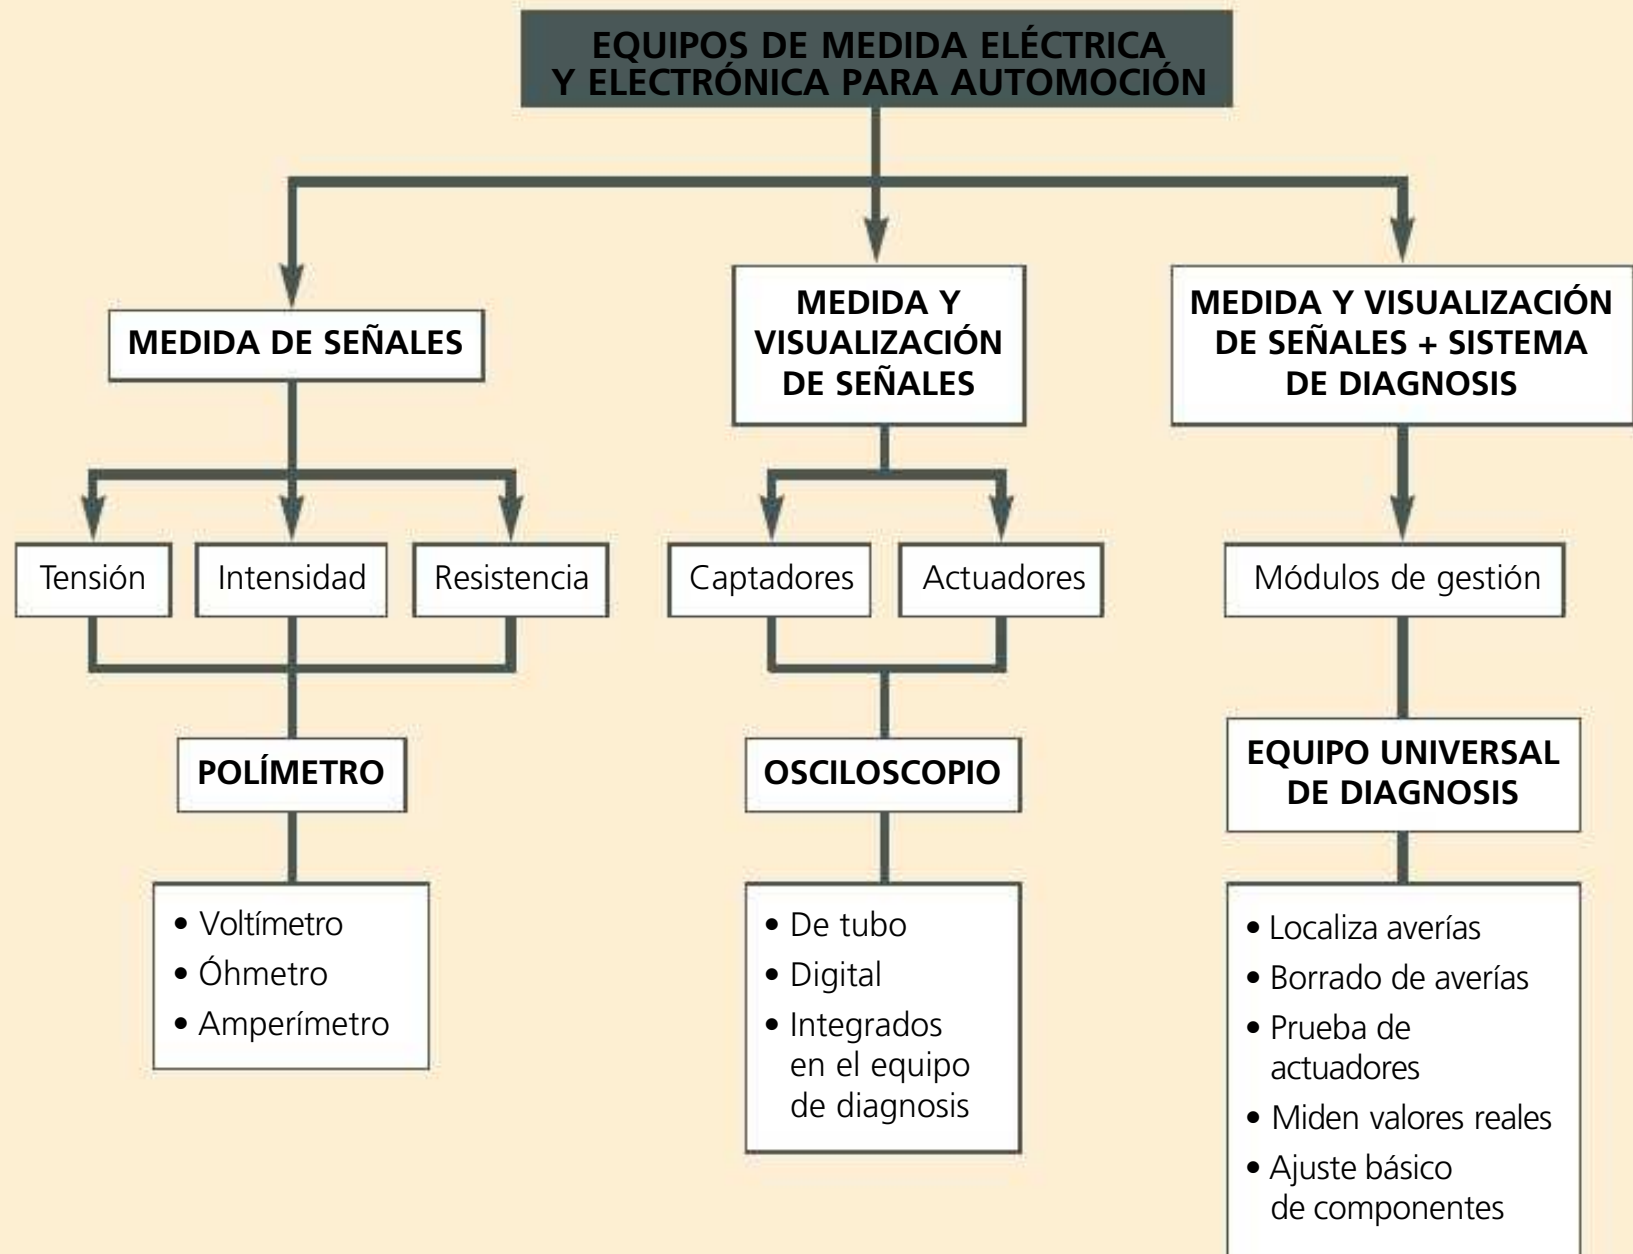 EQUIPOS DE MEDIDA ELÉCTRICA
Y ELECTRÓNICA PARA AUTOMOCIÓN
MEDIDA DE SEÑALES
MEDIDA Y
VISUALIZACIÓN
DE SEÑALES
MEDIDA Y VISUALIZACIÓN
DE SEÑALES + SISTEMA
DE DIAGNOSIS
Tensión
Intensidad
Resistencia
Captadores
Actuadores
Módulos de gestión
POLÍMETRO
OSCILOSCOPIO
EQUIPO UNIVERSAL
DE DIAGNOSIS
• Voltímetro
• Óhmetro
• Amperímetro
• De tubo
• Digital
• Integrados
en el equipo
de diagnosis
• Localiza averías
• Borrado de averías
• Prueba de
actuadores
• Miden valores reales
• Ajuste básico
de componentes